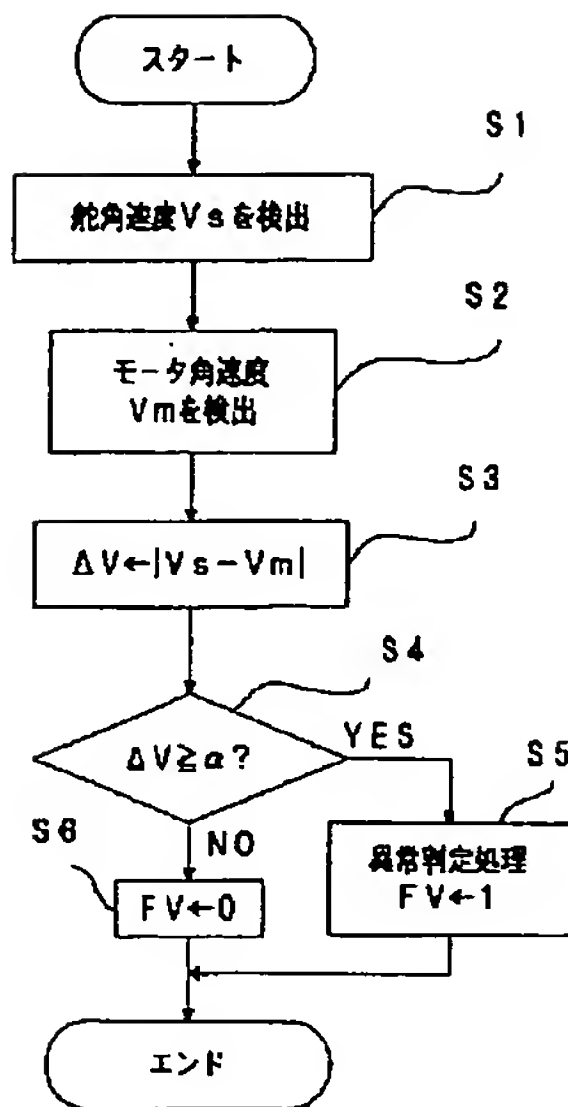 スタート
S1
舵角速度Vsを検出
S2
モータ角速度
Vmを検出
S3
ΔV←|Vs−Vm|
S4
ΔV≧α?
YES
S5
異常判定処理
FV←1
S6
NO
FV←0
エンド